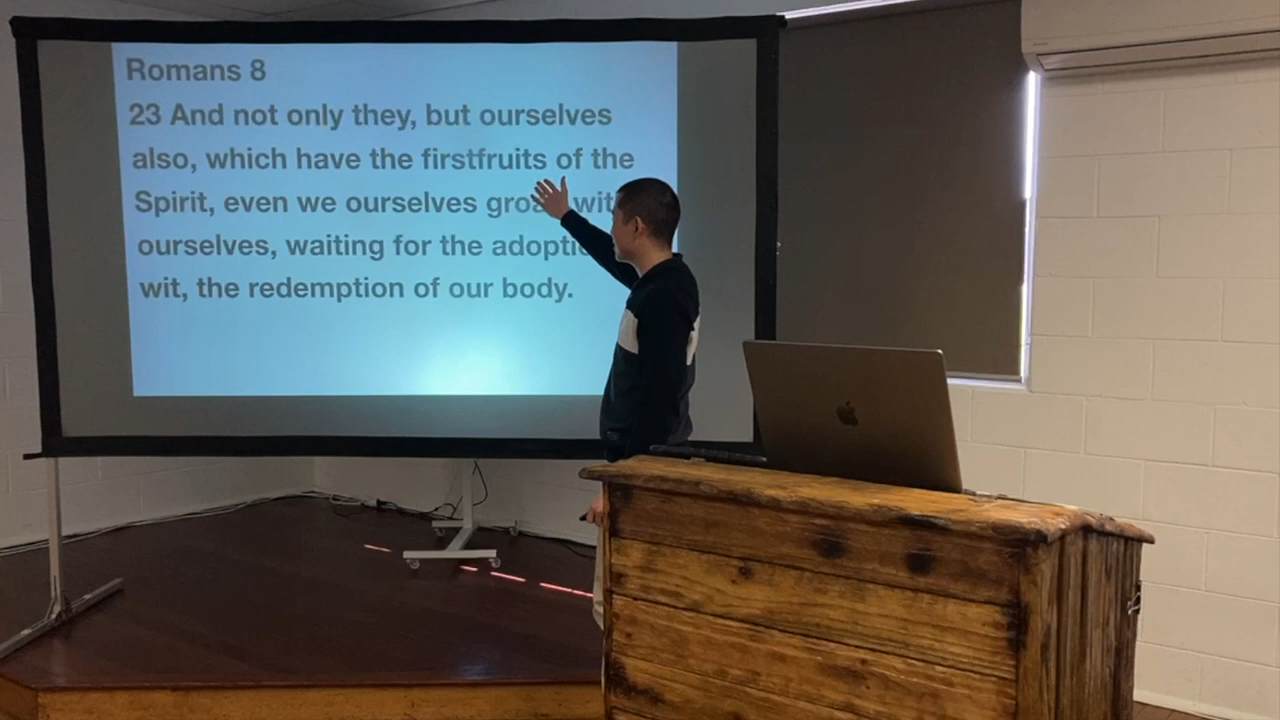 Romans 8
23 And not only they, but ourselves
also, which have the firstfruits of the
Spirit, even we ourselves
ourselves, waiting for the
wit, the redemption of our body.